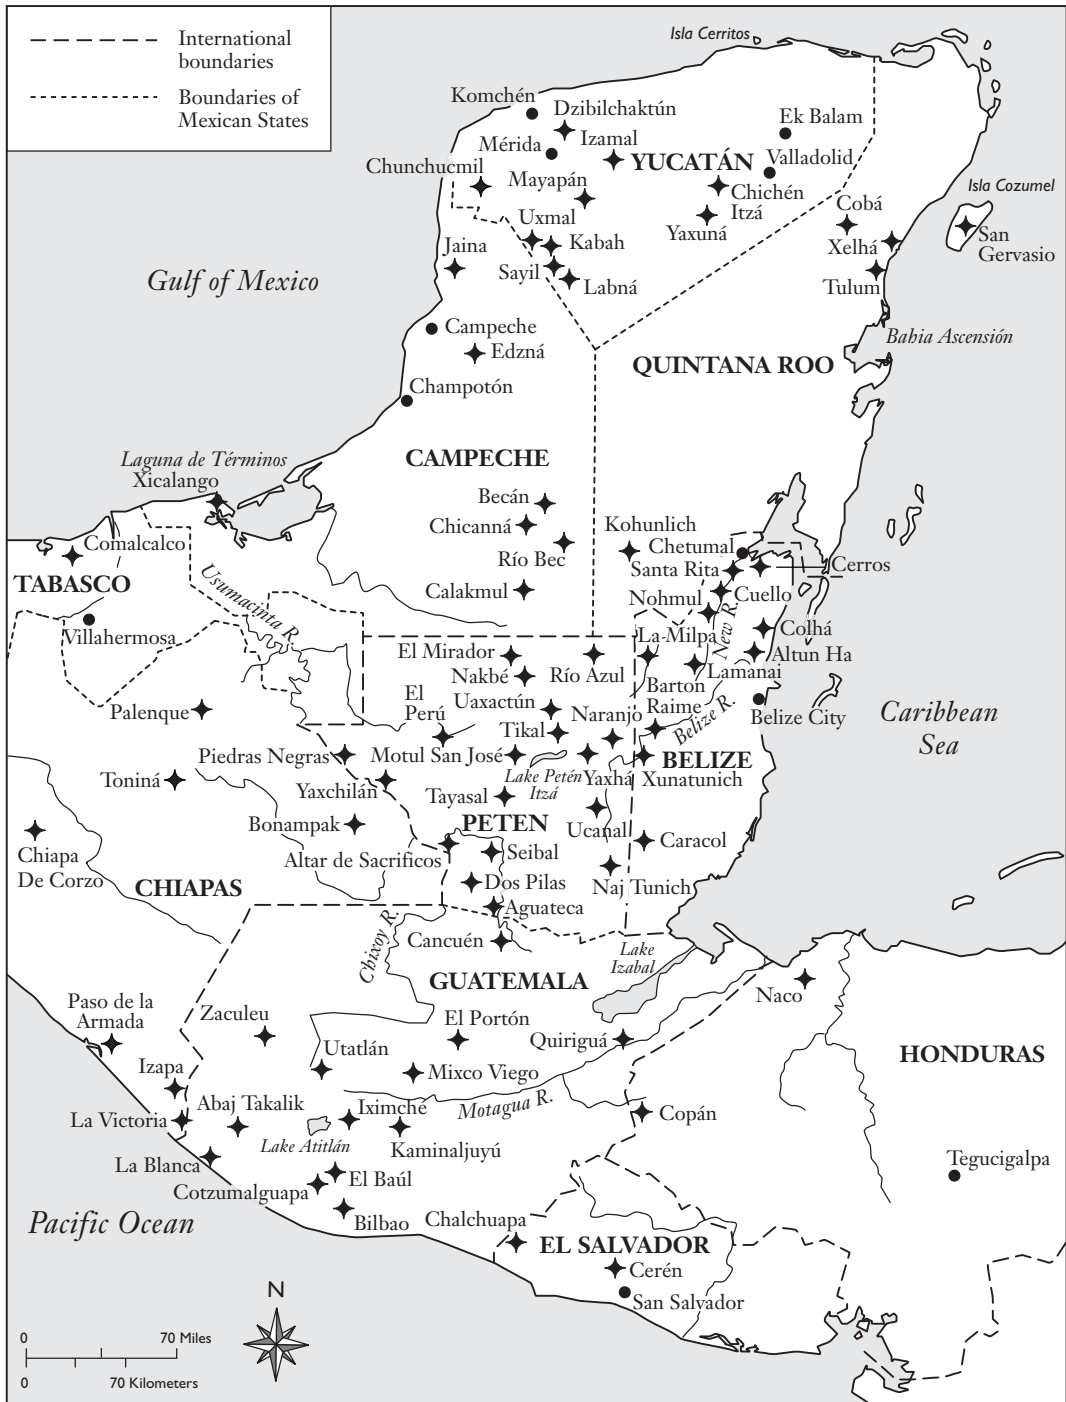 International
boundaries
Boundaries of
Mexican States
Isla Cerritos
Komchén
Dzibilchaktún
Ek Balam
Mérida
Izamal
YUCATÁN
Valladolid
Chunchucmil
Mayapán
Chichén
Itzá
Isla Cozumel
Cobá
Uxmal
Kabah
Yaxuná
Xelhá
San
Gervasio
Jaina
Sayil
Labná
Tulum
Gulf of Mexico
Campeche
Edzná
Bahia Ascensión
QUINTANA ROO
Champotón
Laguna de Términos
Xicalango
CAMPECHE
Becán
Chicanná
Kohunlich
Río Bec
Chetumal
Comalcalco
Cerros
TABASCO
Santa Rita
Usumacinta R.
Calakmul
Cuello
Nohmul
New R.
Villahermosa
La Milpa
Colhá
El Mirador
Altun Ha
Nakbé
Río Azul
Lamanai
Barton
Raime
El
Perú
Uaxactún
Palenque
Naranjo
Belize R.
Belize City
Caribbean
Sea
Tikal
Piedras Negras
Motul San José
BELIZE
Toniná
Lake Petén
Itzá
Yaxhá
Xunatunich
Yaxchilán
Tayasal
Bonampak
PETEN
Ucanal
Caracol
Chiapa
De Corzo
Altar de Sacrificos
Seibal
CHIAPAS
Dos Pilas
Naj Tunich
Aguateca
Chixoy R.
Cancuén
Lake
Izabal
GUATEMALA
Naco
Paso de la
Armada
Zaculeu
El Portón
Quiriguá
HONDURAS
Utatlán
Izapa
Mixco Viego
Abaj Takalik
Iximché
Motagua R.
La Victoria
Copán
Lake Atitlán
Kaminaljuyú
La Blanca
Tegucigalpa
El Baúl
Cotzumalguapa
Bilbao
Pacific Ocean
Chalchuapa
EL SALVADOR
Cerén
San Salvador
N
0
70 Miles
0
70 Kilometers